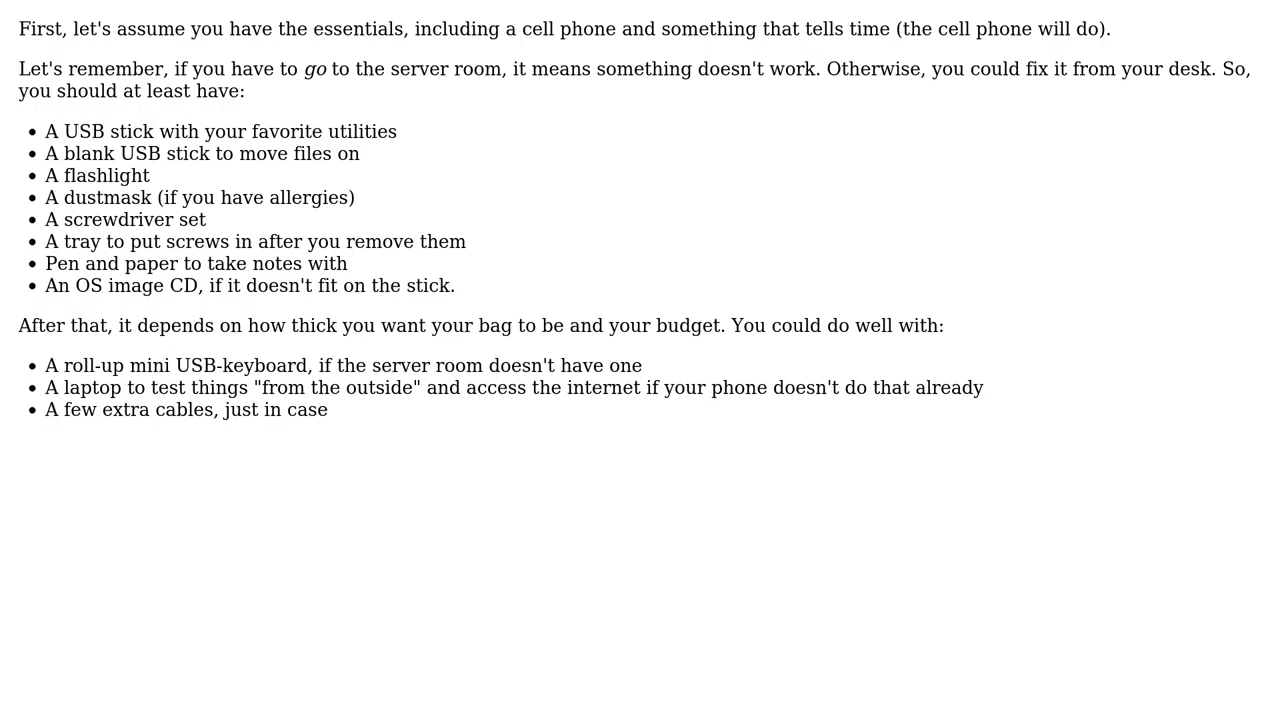 First, let's assume you have the essentials, including a cell phone and something that tells time (the cell phone will do).
Let's remember, if you have to go to the server room, it means something doesn't work. Otherwise, you could fix it from your desk. So,
you should at least have:
• A USB stick with your favorite utilities
• A blank USB stick to move files on
• A flashlight
• A dustmask (if you have allergies)
• A screwdriver set
• A tray to put screws in after you remove them
• Pen and paper to take notes with
• An OS image CD, if it doesn't fit on the stick.
After that, it depends on how thick you want your bag to be and your budget. You could do well with:
• A roll-up mini USB-keyboard, if the server room doesn't have one
• A laptop to test things "from the outside" and access the internet if your phone doesn't do that already
• A few extra cables, just in case